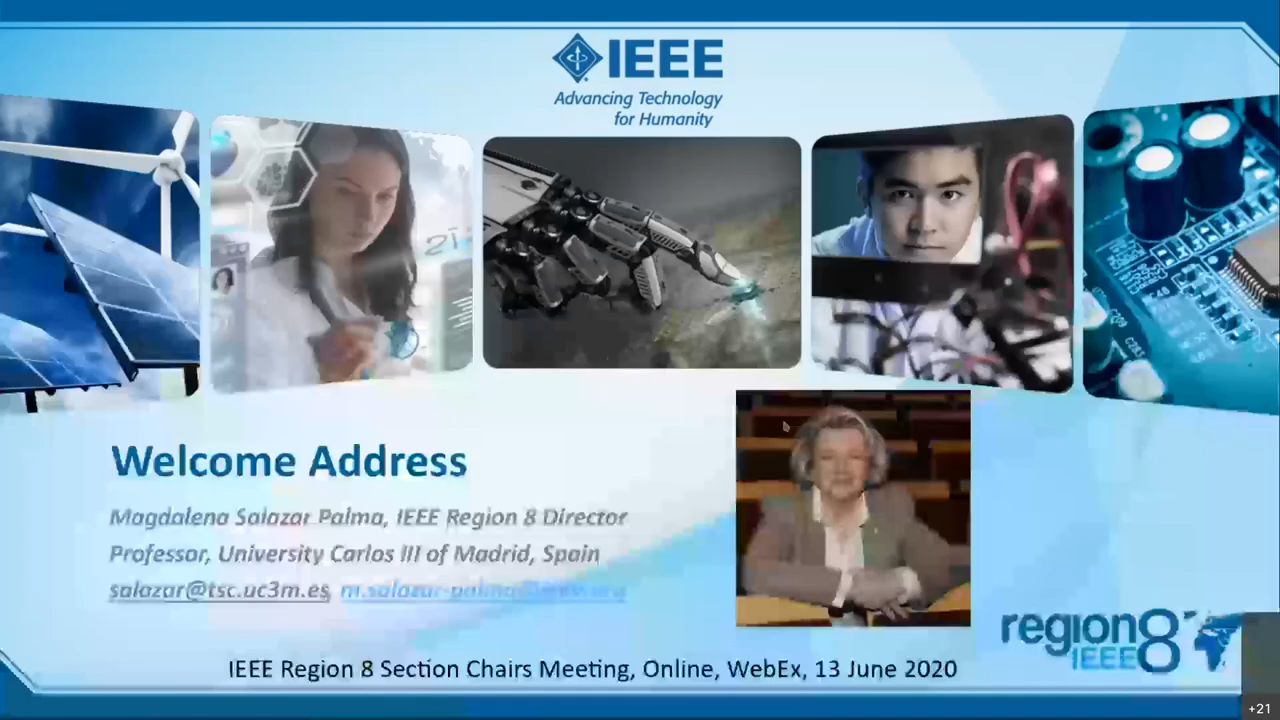 IEEE
Advancing Technology
for Humanity
Welcome Address
Magdalena Salazar Palma, IEEE Region 8 Director
Professor, University Carlos III of Madrid, Spain
salazar@tsc.uc3m.es,
IEEE Region 8 Section Chairs Meeting, Online, WebEx, 13 June 2020
region8
IEEE
+21